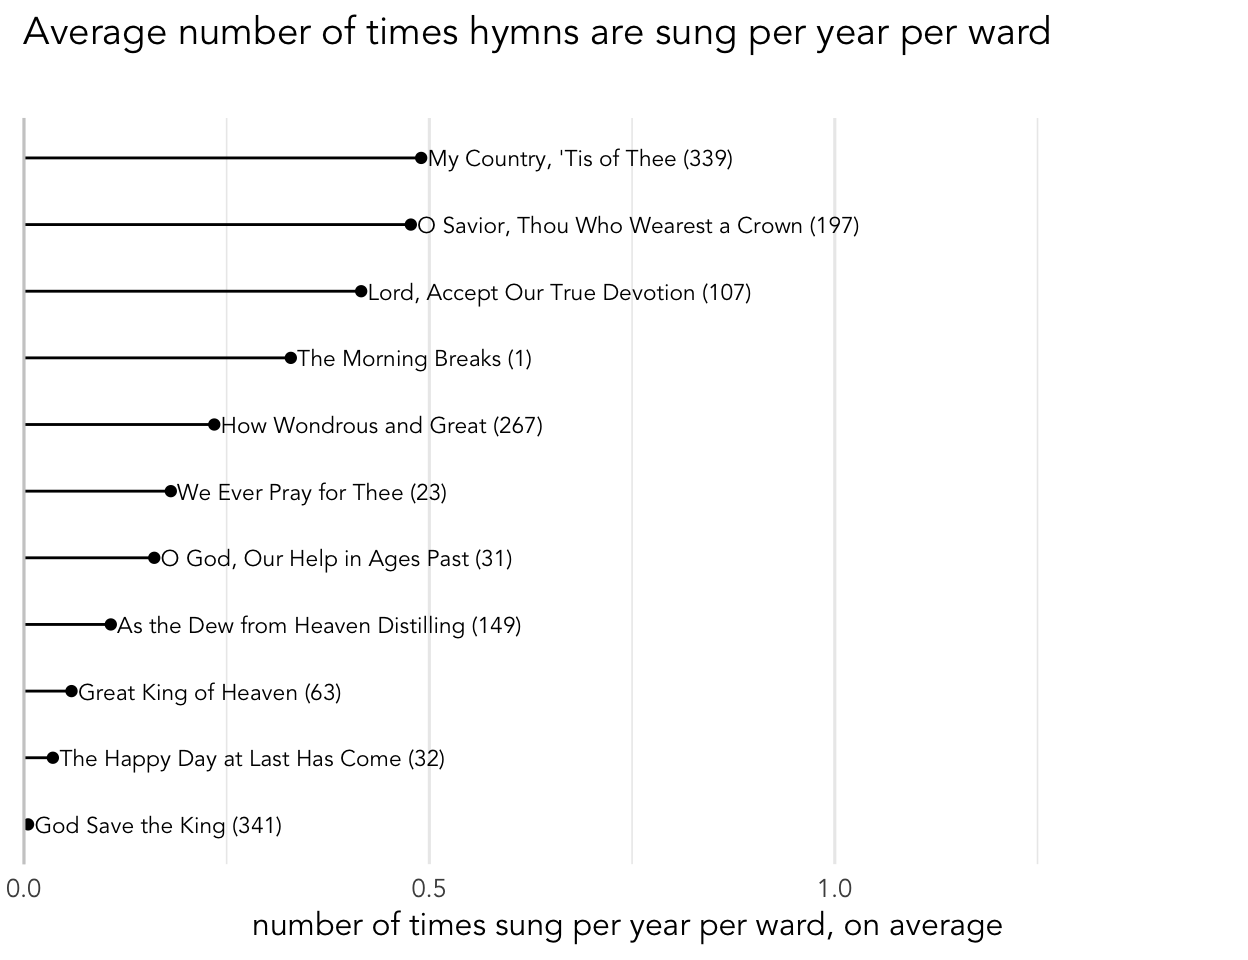 Average number of times hymns are sung per year per ward
My Country, 'Tis of Thee (339)
O Savior, Thou Who Wearest a Crown (197)
Lord, Accept Our True Devotion (107)
The Morning Breaks (1)
How Wondrous and Great (267)
We Ever Pray for Thee (23)
O God, Our Help in Ages Past (31)
As the Dew from Heaven Distilling (149)
Great King of Heaven (63)
The Happy Day at Last Has Come (32)
God Save the King (341)
0.0 0.5 1.0
number of times sung per year per ward, on average